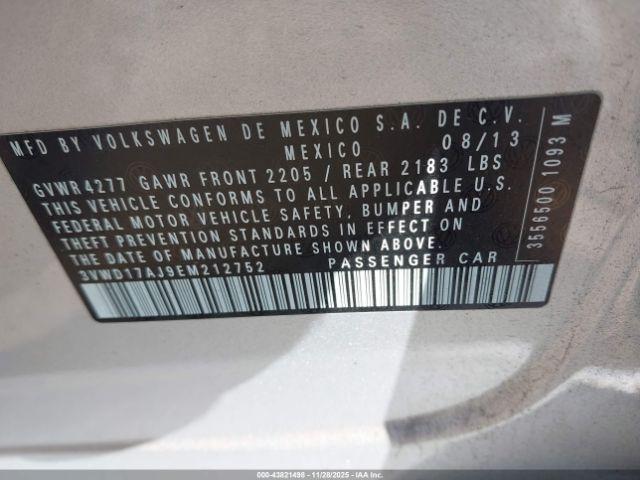 MFD BY VOLKSWAGEN DE MEXICO S.A. DE C.V.
MEXICO 08/13
GVWR4277 GAWR FRONT 2205 / REAR 2183 LBS
THIS VEHICLE CONFORMS TO ALL APPLICABLE U.S.
FEDERAL MOTOR VEHICLE SAFETY, BUMPER AND
THEFT PREVENTION STANDARDS IN EFFECT ON
THE DATE OF MANUFACTURE SHOWN ABOVE.
3VWD17AJ9EM212752 PASSENGER CAR
3556500 1093 M
000-43821498 - 11/28/2025 - IAA Inc.